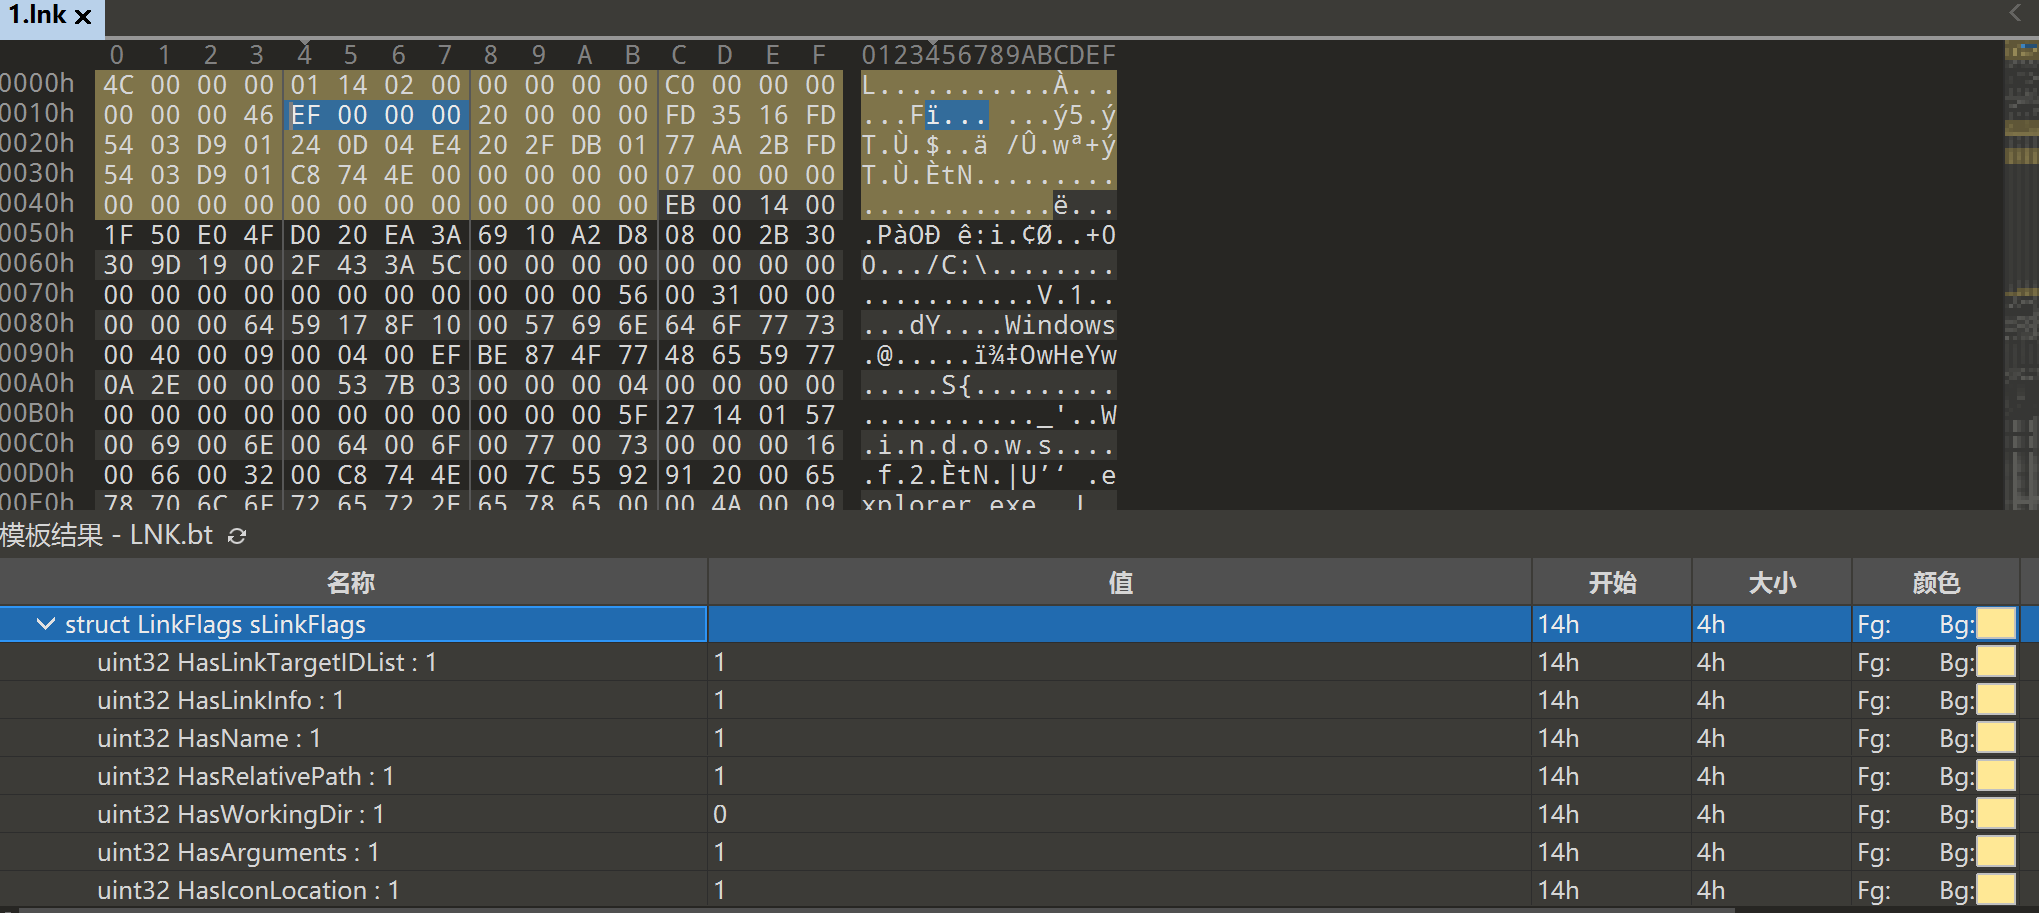 1.lnk ×
0 1 2 3 4 5 6 7 8 9 A B C D E F 0123456789ABCDEF
0000h 4C 00 00 00 01 14 02 00 00 00 00 00 C0 00 00 00 L...........À...
0010h 00 00 00 46 EF 00 00 00 20 00 00 00 FD 35 16 FD ...Fï... ...ý5.ý
0020h 54 03 D9 01 24 0D 04 E4 20 2F DB 01 77 AA 2B FD T.Ù.$..ä /Û.wª+ý
0030h 54 03 D9 01 C8 74 4E 00 00 00 00 00 07 00 00 00 T.Ù.ÈtN.........
0040h 00 00 00 00 00 00 00 00 00 00 00 00 EB 00 14 00 ............ë...
0050h 1F 50 E0 4F D0 20 EA 3A 69 10 A2 D8 08 00 2B 30 .PàOÐ ê:i.¢Ø..+0
0060h 30 9D 19 00 2F 43 3A 5C 00 00 00 00 00 00 00 00 0.../C:\........
0070h 00 00 00 00 00 00 00 00 00 00 00 56 00 31 00 00 ...........V.1..
0080h 00 00 00 64 59 17 8F 10 00 57 69 6E 64 6F 77 73 ...dY....Windows
0090h 00 40 00 09 00 04 00 EF BE 87 4F 77 48 65 59 77 .@.....ï¾‡OwHeYw
00A0h 0A 2E 00 00 00 53 7B 03 00 00 00 04 00 00 00 00 .....S{.........
00B0h 00 00 00 00 00 00 00 00 00 00 00 5F 27 14 01 57 ..........._'..W
00C0h 00 69 00 6E 00 64 00 6F 00 77 00 73 00 00 00 16 .i.n.d.o.w.s....
00D0h 00 66 00 32 00 C8 74 4E 00 7C 55 92 91 20 00 65 .f.2.ÈtN.|U’‘ .e
00E0h 78 70 6C 6F 72 65 72 2E 65 78 65 00 00 4A 00 09 xplorer.exe..J..
模板结果 - LNK.bt
名称 值 开始 大小 颜色
struct LinkFlags sLinkFlags 14h 4h Fg: Bg:
uint32 HasLinkTargetIDList : 1 1 14h 4h Fg: Bg:
uint32 HasLinkInfo : 1 1 14h 4h Fg: Bg:
uint32 HasName : 1 1 14h 4h Fg: Bg:
uint32 HasRelativePath : 1 1 14h 4h Fg: Bg:
uint32 HasWorkingDir : 1 0 14h 4h Fg: Bg:
uint32 HasArguments : 1 1 14h 4h Fg: Bg:
uint32 HasIconLocation : 1 1 14h 4h Fg: Bg: